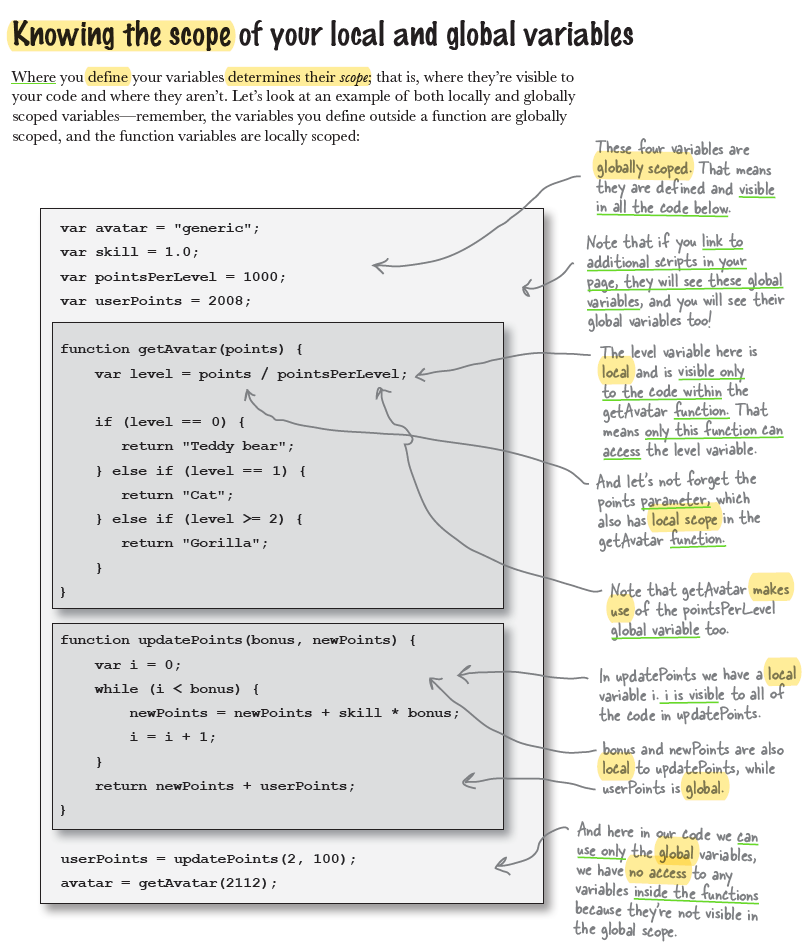 Knowing the scope of your local and global variables
Where you define your variables determines their scope; that is, where they're visible to
your code and where they aren't. Let's look at an example of both locally and globally
scoped variables—remember, the variables you define outside a function are globally
scoped, and the function variables are locally scoped:
These four variables are
globally scoped. That means
they are defined and visible
in all the code below.
var avatar = "generic";
var skill = 1.0;
var pointsPerLevel = 1000;
var userPoints = 2008;
Note that if you link to
additional scripts in your
page, they will see these global
variables, and you will see their
global variables too!
function getAvatar(points) {
var level = points / pointsPerLevel;
if (level == 0) {
return "Teddy bear";
} else if (level == 1) {
return "Cat";
} else if (level >= 2) {
return "Gorilla";
}
}
The level variable here is
local and is visible only
to the code within the
getAvatar function. That
means only this function can
access the level variable.
And let's not forget the
points parameter, which
also has local scope in the
getAvatar function.
Note that getAvatar makes
use of the pointsPerLevel
global variable too.
function updatePoints(bonus, newPoints) {
var i = 0;
while (i < bonus) {
newPoints = newPoints + skill * bonus;
i = i + 1;
}
return newPoints + userPoints;
}
In updatePoints we have a local
variable i. i is visible to all of
the code in updatePoints.
bonus and newPoints are also
local to updatePoints, while
userPoints is global.
userPoints = updatePoints(2, 100);
avatar = getAvatar(2112);
And here in our code we can
use only the global variables,
we have no access to any
variables inside the functions
because they're not visible in
the global scope.